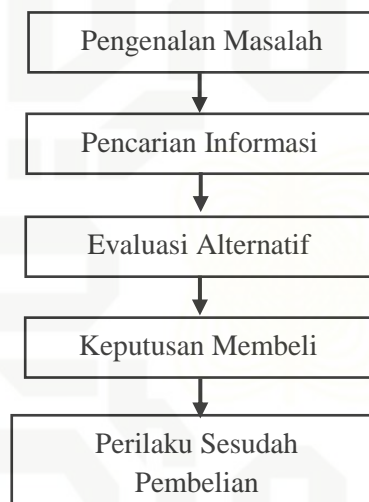 Pengenalan Masalah
Pencarian Informasi
Evaluasi Alternatif
Keputusan Membeli
Perilaku Sesudah
Pembelian